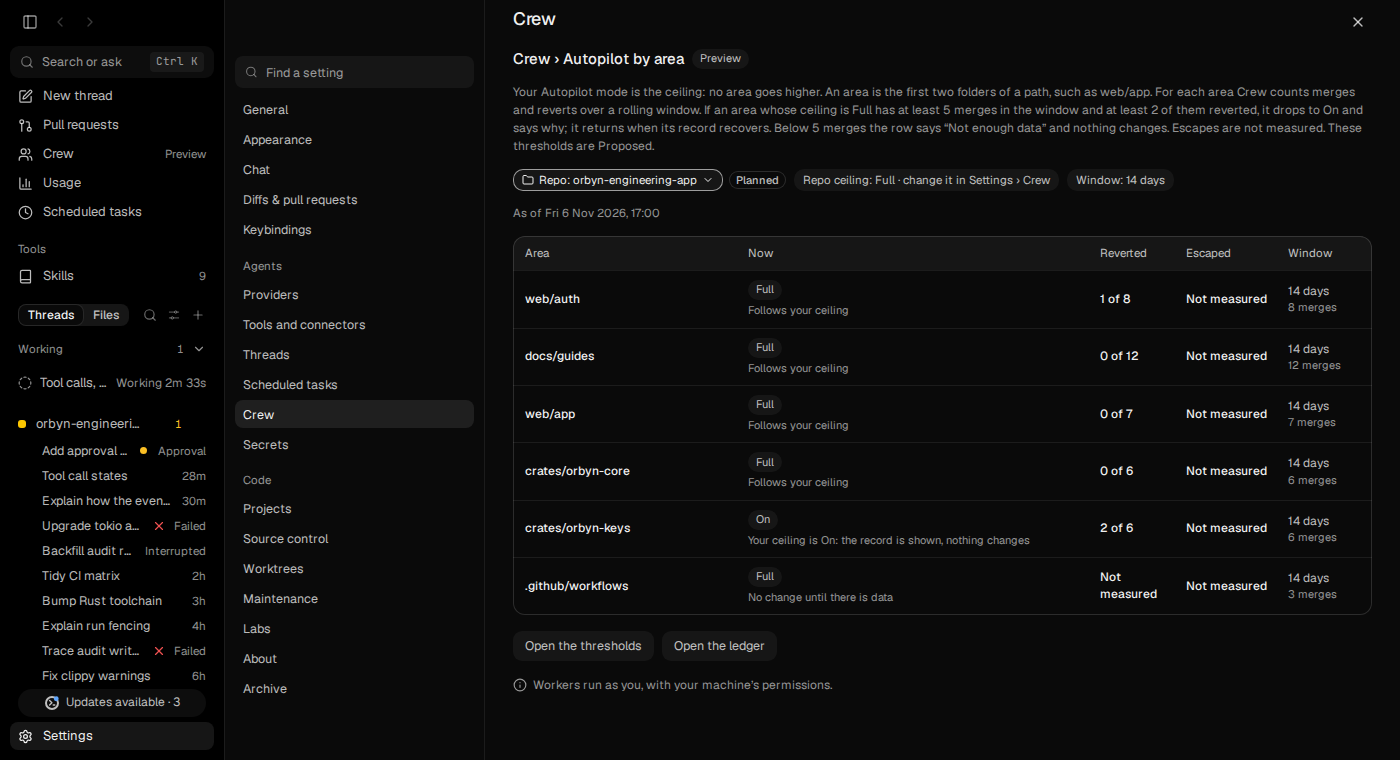 Search or ask Ctrl K
New thread
Pull requests
Crew Preview
Usage
Scheduled tasks
Tools
Skills 9
Threads Files
Working 1
Tool calls, ... Working 2m 33s
orbyn-engineeri... 1
Add approval ... Approval
Tool call states 28m
Explain how the even... 30m
Upgrade tokio a... Failed
Backfill audit r... Interrupted
Tidy CI matrix 2h
Bump Rust toolchain 3h
Explain run fencing 4h
Trace audit writ... Failed
Fix clippy warnings 6h
Updates available · 3
Settings
Find a setting
General
Appearance
Chat
Diffs & pull requests
Keybindings
Agents
Providers
Tools and connectors
Threads
Scheduled tasks
Crew
Secrets
Code
Projects
Source control
Worktrees
Maintenance
Labs
About
Archive
Crew
Crew › Autopilot by area Preview
Your Autopilot mode is the ceiling: no area goes higher. An area is the first two folders of a path, such as web/app. For each area Crew counts merges
and reverts over a rolling window. If an area whose ceiling is Full has at least 5 merges in the window and at least 2 of them reverted, it drops to On and
says why; it returns when its record recovers. Below 5 merges the row says “Not enough data” and nothing changes. Escapes are not measured. These
thresholds are Proposed.
Repo: orbyn-engineering-app Planned Repo ceiling: Full · change it in Settings › Crew Window: 14 days
As of Fri 6 Nov 2026, 17:00
Area Now Reverted Escaped Window
web/auth Full Follows your ceiling 1 of 8 Not measured 14 days 8 merges
docs/guides Full Follows your ceiling 0 of 12 Not measured 14 days 12 merges
web/app Full Follows your ceiling 0 of 7 Not measured 14 days 7 merges
crates/orbyn-core Full Follows your ceiling 0 of 6 Not measured 14 days 6 merges
crates/orbyn-keys On Your ceiling is On: the record is shown, nothing changes 2 of 6 Not measured 14 days 6 merges
.github/workflows Full No change until there is data Not measured Not measured 14 days 3 merges
Open the thresholds Open the ledger
Workers run as you, with your machine's permissions.